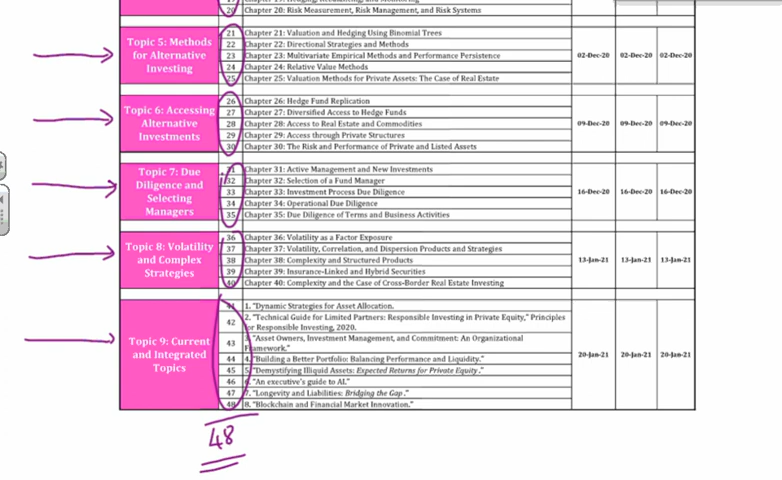 20 Chapter 20: Risk Measurement, Risk Management, and Risk Systems
Topic 5: Methods for Alternative Investing
21 Chapter 21: Valuation and Hedging Using Binomial Trees
22 Chapter 22: Directional Strategies and Methods
23 Chapter 23: Multivariate Empirical Methods and Performance Persistence
24 Chapter 24: Relative Value Methods
25 Chapter 25: Valuation Methods for Private Assets: The Case of Real Estate
02-Dec-20 02-Dec-20 02-Dec-20
Topic 6: Accessing Alternative Investments
26 Chapter 26: Hedge Fund Replication
27 Chapter 27: Diversified Access to Hedge Funds
28 Chapter 28: Access to Real Estate and Commodities
29 Chapter 29: Access through Private Structures
30 Chapter 30: The Risk and Performance of Private and Listed Assets
09-Dec-20 09-Dec-20 09-Dec-20
Topic 7: Due Diligence and Selecting Managers
31 Chapter 31: Active Management and New Investments
32 Chapter 32: Selection of a Fund Manager
33 Chapter 33: Investment Process Due Diligence
34 Chapter 34: Operational Due Diligence
35 Chapter 35: Due Diligence of Terms and Business Activities
16-Dec-20 16-Dec-20 16-Dec-20
Topic 8: Volatility and Complex Strategies
36 Chapter 36: Volatility as a Factor Exposure
37 Chapter 37: Volatility, Correlation, and Dispersion Products and Strategies
38 Chapter 38: Complexity and Structured Products
39 Chapter 39: Insurance-Linked and Hybrid Securities
40 Chapter 40: Complexity and the Case of Cross-Border Real Estate Investing
13-Jan-21 13-Jan-21 13-Jan-21
Topic 9: Current and Integrated Topics
41 1. "Dynamic Strategies for Asset Allocation.
42 2. "Technical Guide for Limited Partners: Responsible Investing in Private Equity," Principles
for Responsible Investing, 2020.
43 3. "Asset Owners, Investment Management, and Commitment: An Organizational
Framework."
44 4. "Building a Better Portfolio: Balancing Performance and Liquidity."
45 5. "Demystifying Illiquid Assets: Expected Returns for Private Equity."
46 6. "An executive's guide to AI."
47 7. "Longevity and Liabilities: Bridging the Gap."
48 8. "Blockchain and Financial Market Innovation."
20-Jan-21 20-Jan-21 20-Jan-21
48